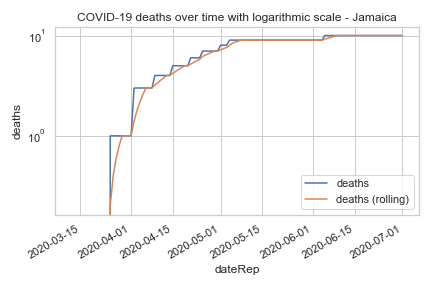 COVID-19 deaths over time with logarithmic scale - Jamaica
10¹
10⁰
deaths
deaths
deaths (rolling)
2020-03-15
2020-04-01
2020-04-15
2020-05-01
2020-05-15
2020-06-01
2020-06-15
2020-07-01
dateRep